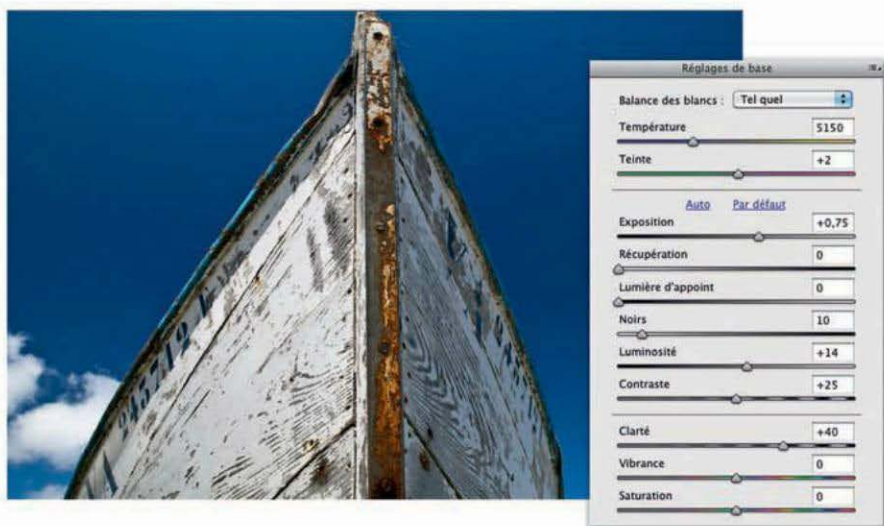 Réglages de base
Balance des blancs : Tel quel
Température 5150
Teinte +2
Auto Par défaut
Exposition +0,75
Récupération 0
Lumière d'appoint 0
Noirs 10
Luminosité +14
Contraste +25
Clarté +40
Vibrance 0
Saturation 0